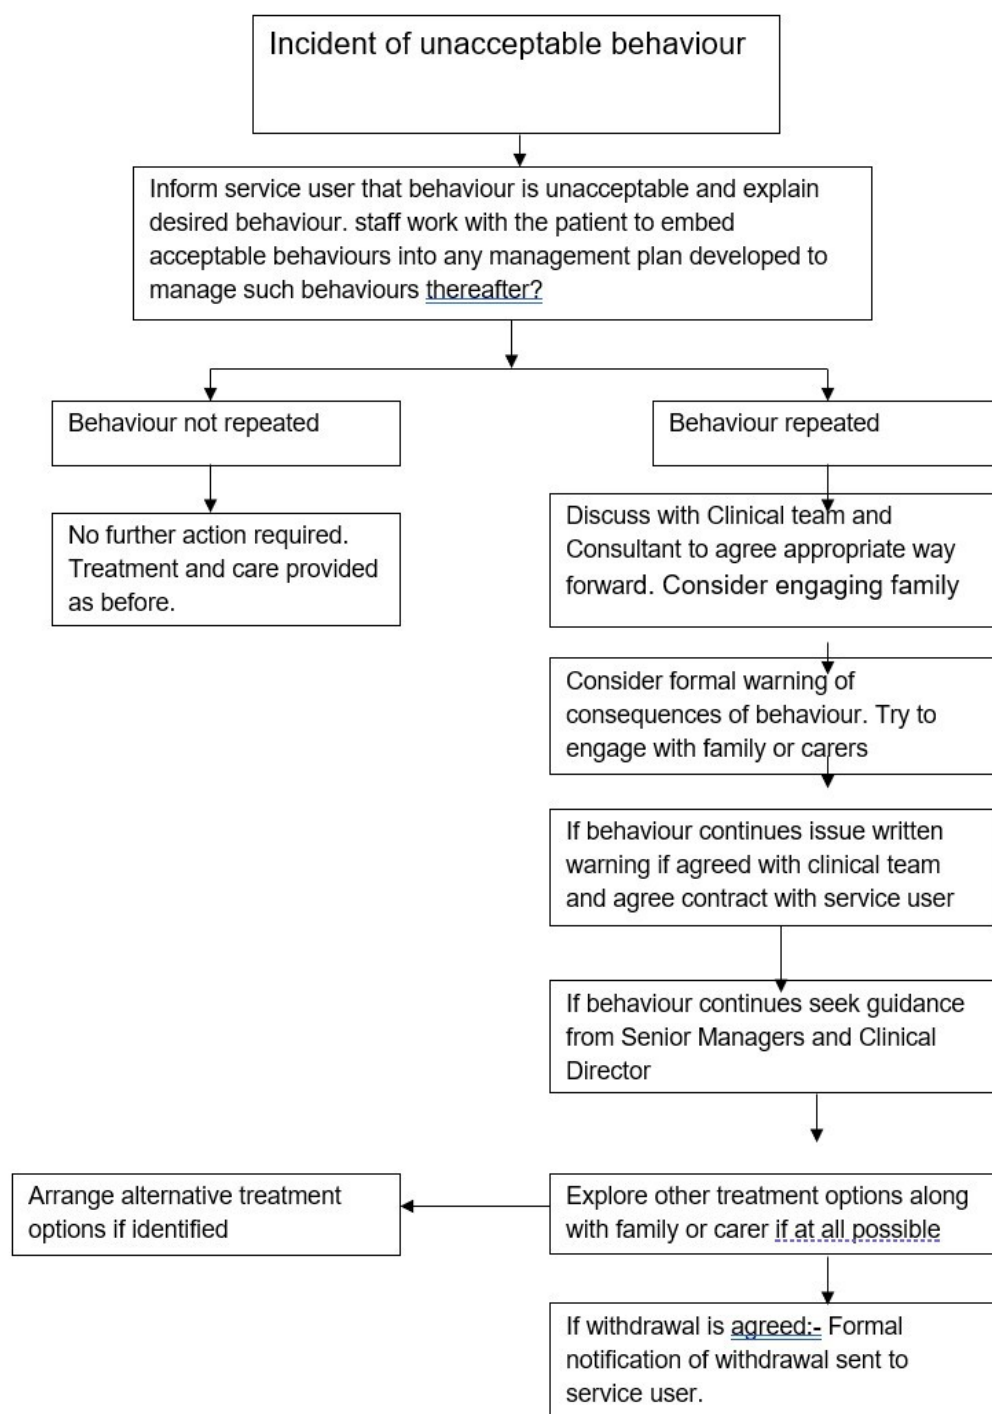 Incident of unacceptable behaviour
Inform service user that behaviour is unacceptable and explain
desired behaviour. staff work with the patient to embed
acceptable behaviours into any management plan developed to
manage such behaviours thereafter?
Behaviour not repeated
Behaviour repeated
No further action required.
Treatment and care provided
as before.
Discuss with Clinical team and
Consultant to agree appropriate way
forward. Consider engaging family
Consider formal warning of
consequences of behaviour. Try to
engage with family or carers
If behaviour continues issue written
warning if agreed with clinical team
and agree contract with service user
If behaviour continues seek guidance
from Senior Managers and Clinical
Director
Arrange alternative treatment
options if identified
Explore other treatment options along
with family or carer if at all possible
If withdrawal is agreed:- Formal
notification of withdrawal sent to
service user.